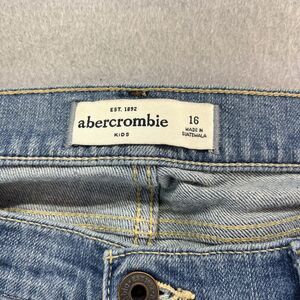 EST. 1892
abercrombie
KIDS
16
MADE IN
GUATEMALA